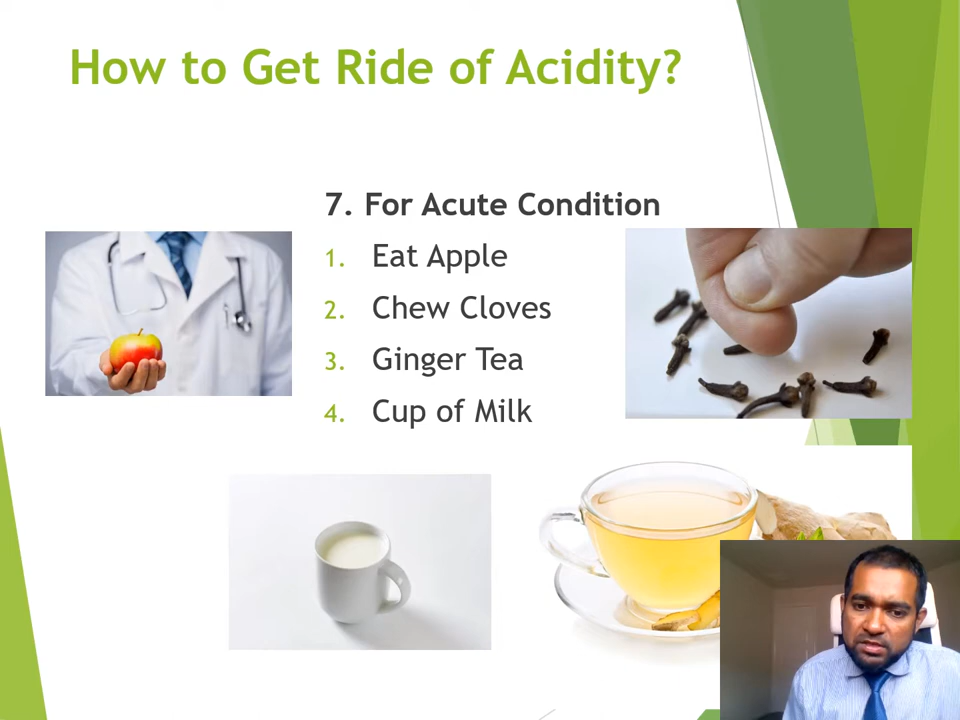 How to Get Ride of Acidity?
7. For Acute Condition
1. Eat Apple
2. Chew Cloves
3. Ginger Tea
4. Cup of Milk